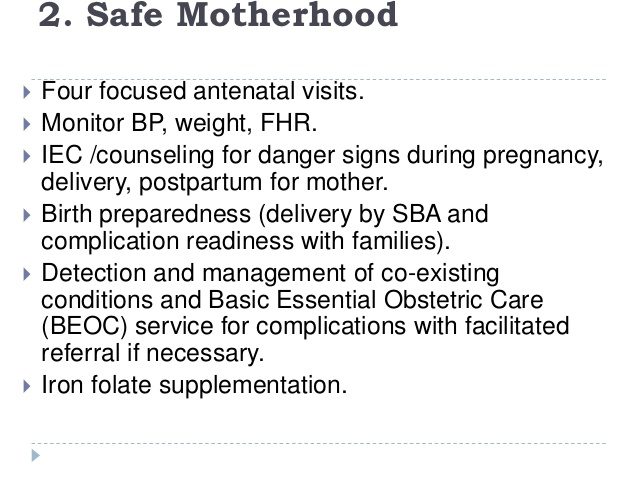 2. Safe Motherhood
Four focused antenatal visits.
Monitor BP, weight, FHR.
IEC /counseling for danger signs during pregnancy,
delivery, postpartum for mother.
Birth preparedness (delivery by SBA and
complication readiness with families).
Detection and management of co-existing
conditions and Basic Essential Obstetric Care
(BEOC) service for complications with facilitated
referral if necessary.
Iron folate supplementation.